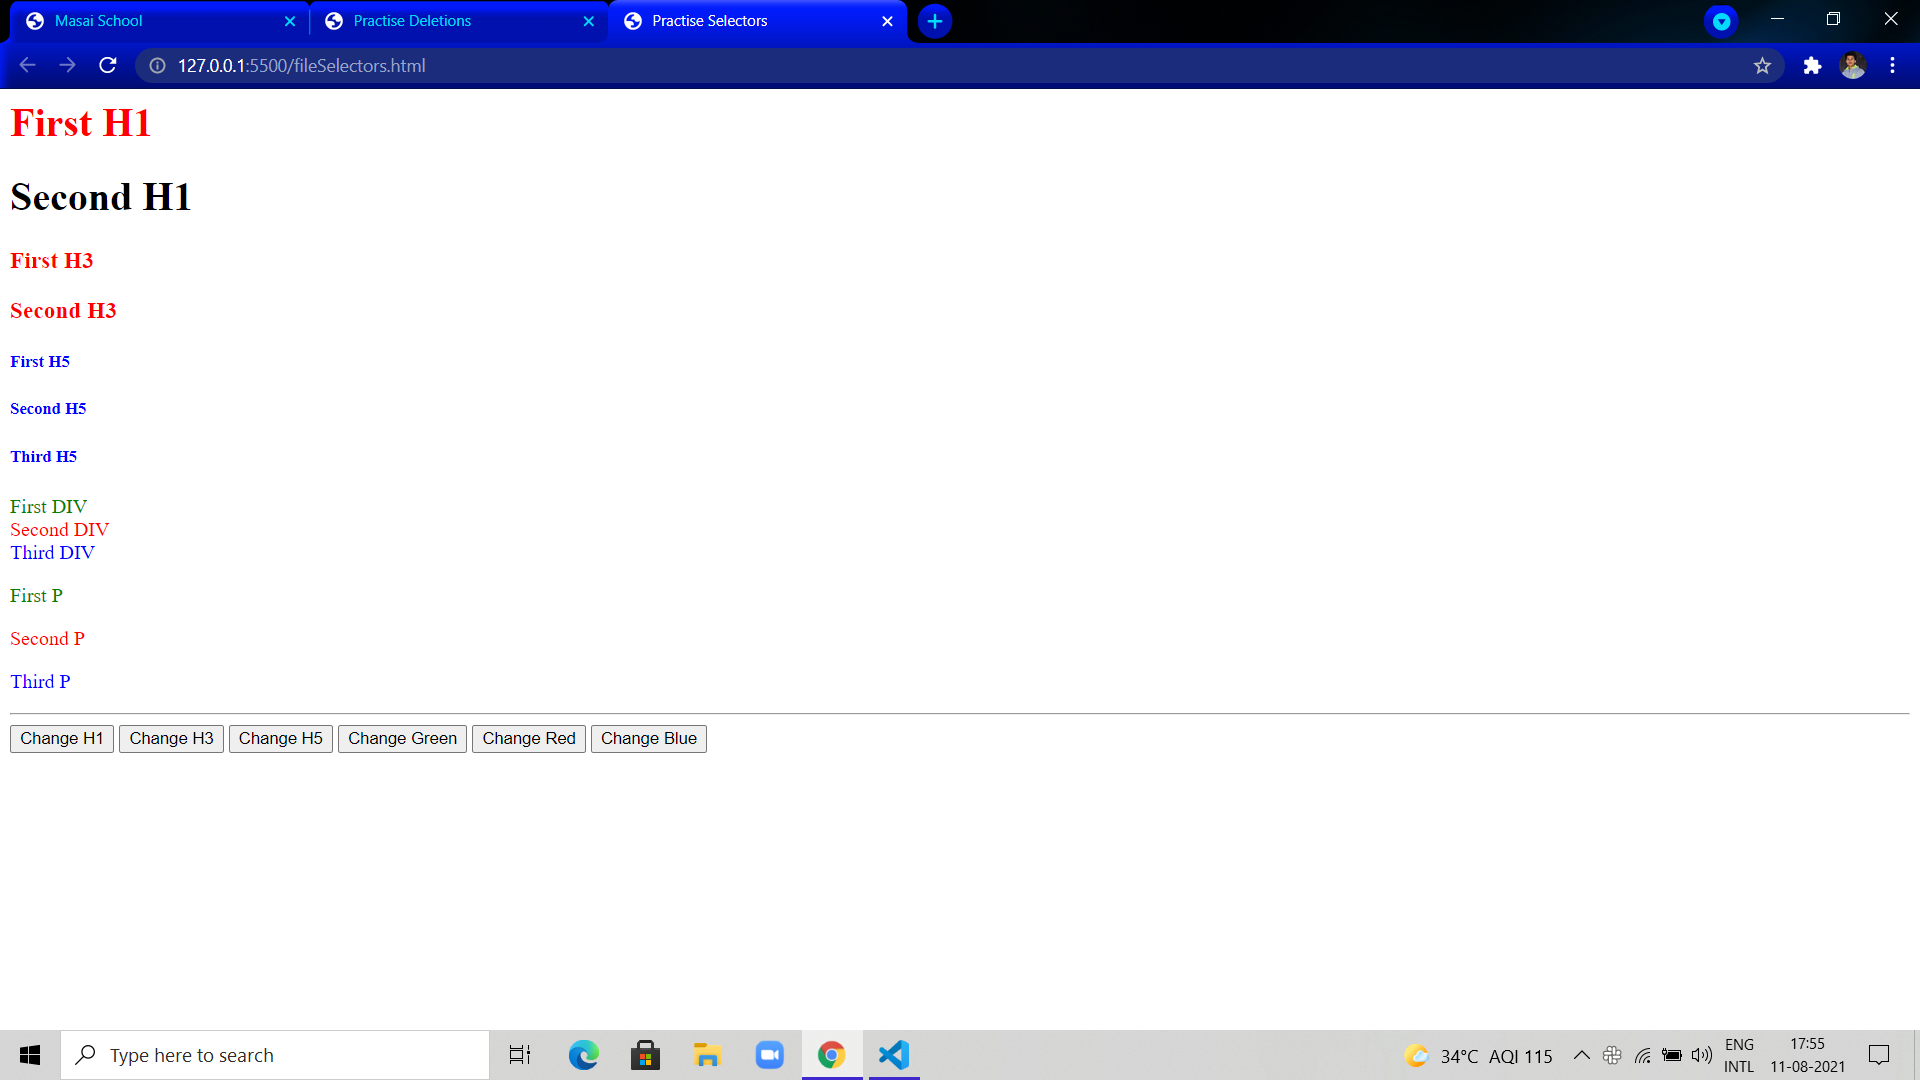 Masai School
Practise Deletions
Practise Selectors
127.0.0.1:5500/fileSelectors.html
First H1
Second H1
First H3
Second H3
First H5
Second H5
Third H5
First DIV
Second DIV
Third DIV
First P
Second P
Third P
Change H1 Change H3 Change H5 Change Green Change Red Change Blue
Type here to search
34°C AQI 115
ENG
INTL
17:55
11-08-2021